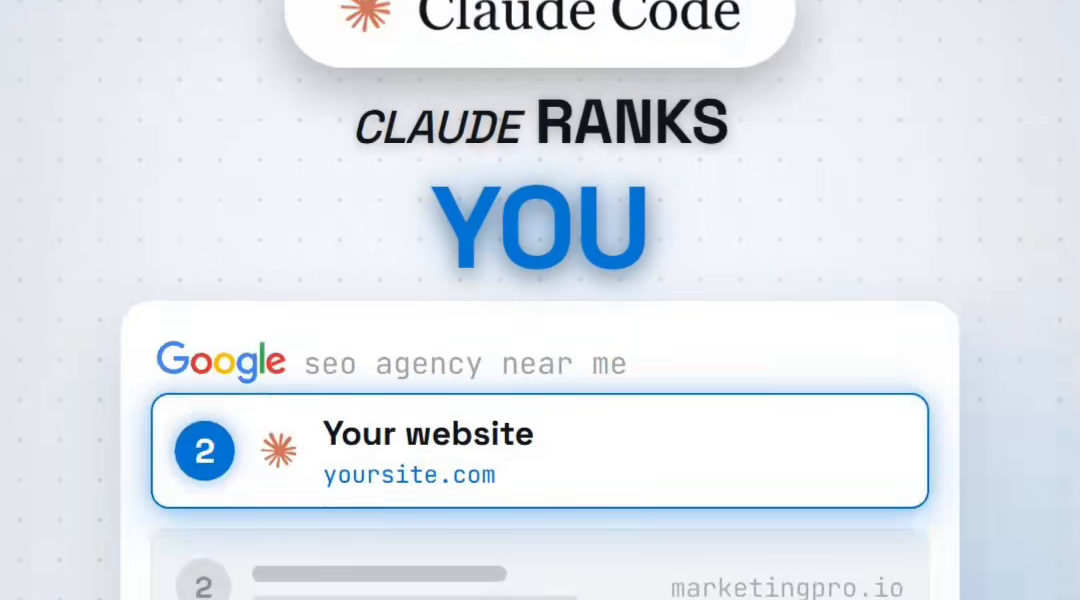 Claude Code
CLAUDE RANKS
YOU
Google seo agency near me
2 Your website
yoursite.com
2 marketingpro.io